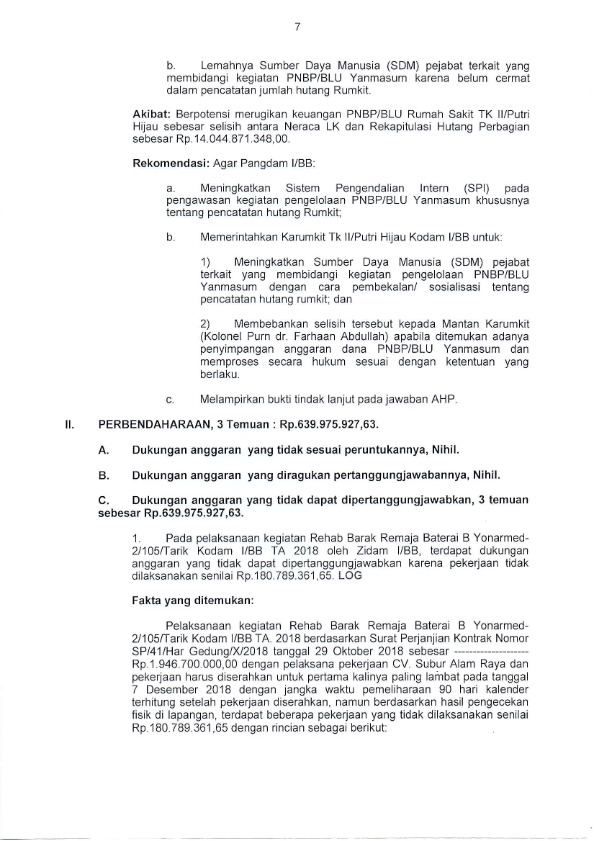 7
b. Lemahnya Sumber Daya Manusia (SDM) pejabat terkait yang
membidangi kegiatan PNBP/BLU Yanmasum karena belum cermat
dalam pencatatan jumlah hutang Rumkit.
Akibat: Berpotensi merugikan keuangan PNBP/BLU Rumah Sakit TK II/Putri
Hijau sebesar selisih antara Neraca LK dan Rekapitulasi Hutang Perbagian
sebesar Rp.14.044.871.348,00.
Rekomendasi: Agar Pangdam I/BB:
a. Meningkatkan Sistem Pengendalian Intern (SPI) pada
pengawasan kegiatan pengelolaan PNBP/BLU Yanmasum khususnya
tentang pencatatan hutang Rumkit;
b. Memerintahkan Karumkit Tk II/Putri Hijau Kodam I/BB untuk:
1) Meningkatkan Sumber Daya Manusia (SDM) pejabat
terkait yang membidangi kegiatan pengelolaan PNBP/BLU
Yanmasum dengan cara pembekalan/ sosialisasi tentang
pencatatan hutang rumkit; dan
2) Membebankan selisih tersebut kepada Mantan Karumkit
(Kolonel Purn dr. Farhaan Abdullah) apabila ditemukan adanya
penyimpangan anggaran dana PNBP/BLU Yanmasum dan
memproses secara hukum sesuai dengan ketentuan yang
berlaku.
c. Melampirkan bukti tindak lanjut pada jawaban AHP.
II. PERBENDAHARAAN, 3 Temuan : Rp.639.975.927,63.
A. Dukungan anggaran yang tidak sesuai peruntukannya, Nihil.
B. Dukungan anggaran yang diragukan pertanggungjawabannya, Nihil.
C. Dukungan anggaran yang tidak dapat dipertanggungjawabkan, 3 temuan
sebesar Rp.639.975.927,63.
1. Pada pelaksanaan kegiatan Rehab Barak Remaja Baterai B Yonarmed-
2/105/Tarik Kodam I/BB TA 2018 oleh Zidam I/BB, terdapat dukungan
anggaran yang tidak dapat dipertanggungjawabkan karena pekerjaan tidak
dilaksanakan senilai Rp.180.789.361,65. LOG
Fakta yang ditemukan:
Pelaksanaan kegiatan Rehab Barak Remaja Baterai B Yonarmed-
2/105/Tarik Kodam I/BB TA. 2018 berdasarkan Surat Perjanjian Kontrak Nomor
SP/41/Har Gedung/X/2018 tanggal 29 Oktober 2018 sebesar --------------------
Rp.1.946.700.000,00 dengan pelaksana pekerjaan CV. Subur Alam Raya dan
pekerjaan harus diserahkan untuk pertama kalinya paling lambat pada tanggal
7 Desember 2018 dengan jangka waktu pemeliharaan 90 hari kalender
terhitung setelah pekerjaan diserahkan, namun berdasarkan hasil pengecekan
fisik di lapangan, terdapat beberapa pekerjaan yang tidak dilaksanakan senilai
Rp.180.789.361,65 dengan rincian sebagai berikut: